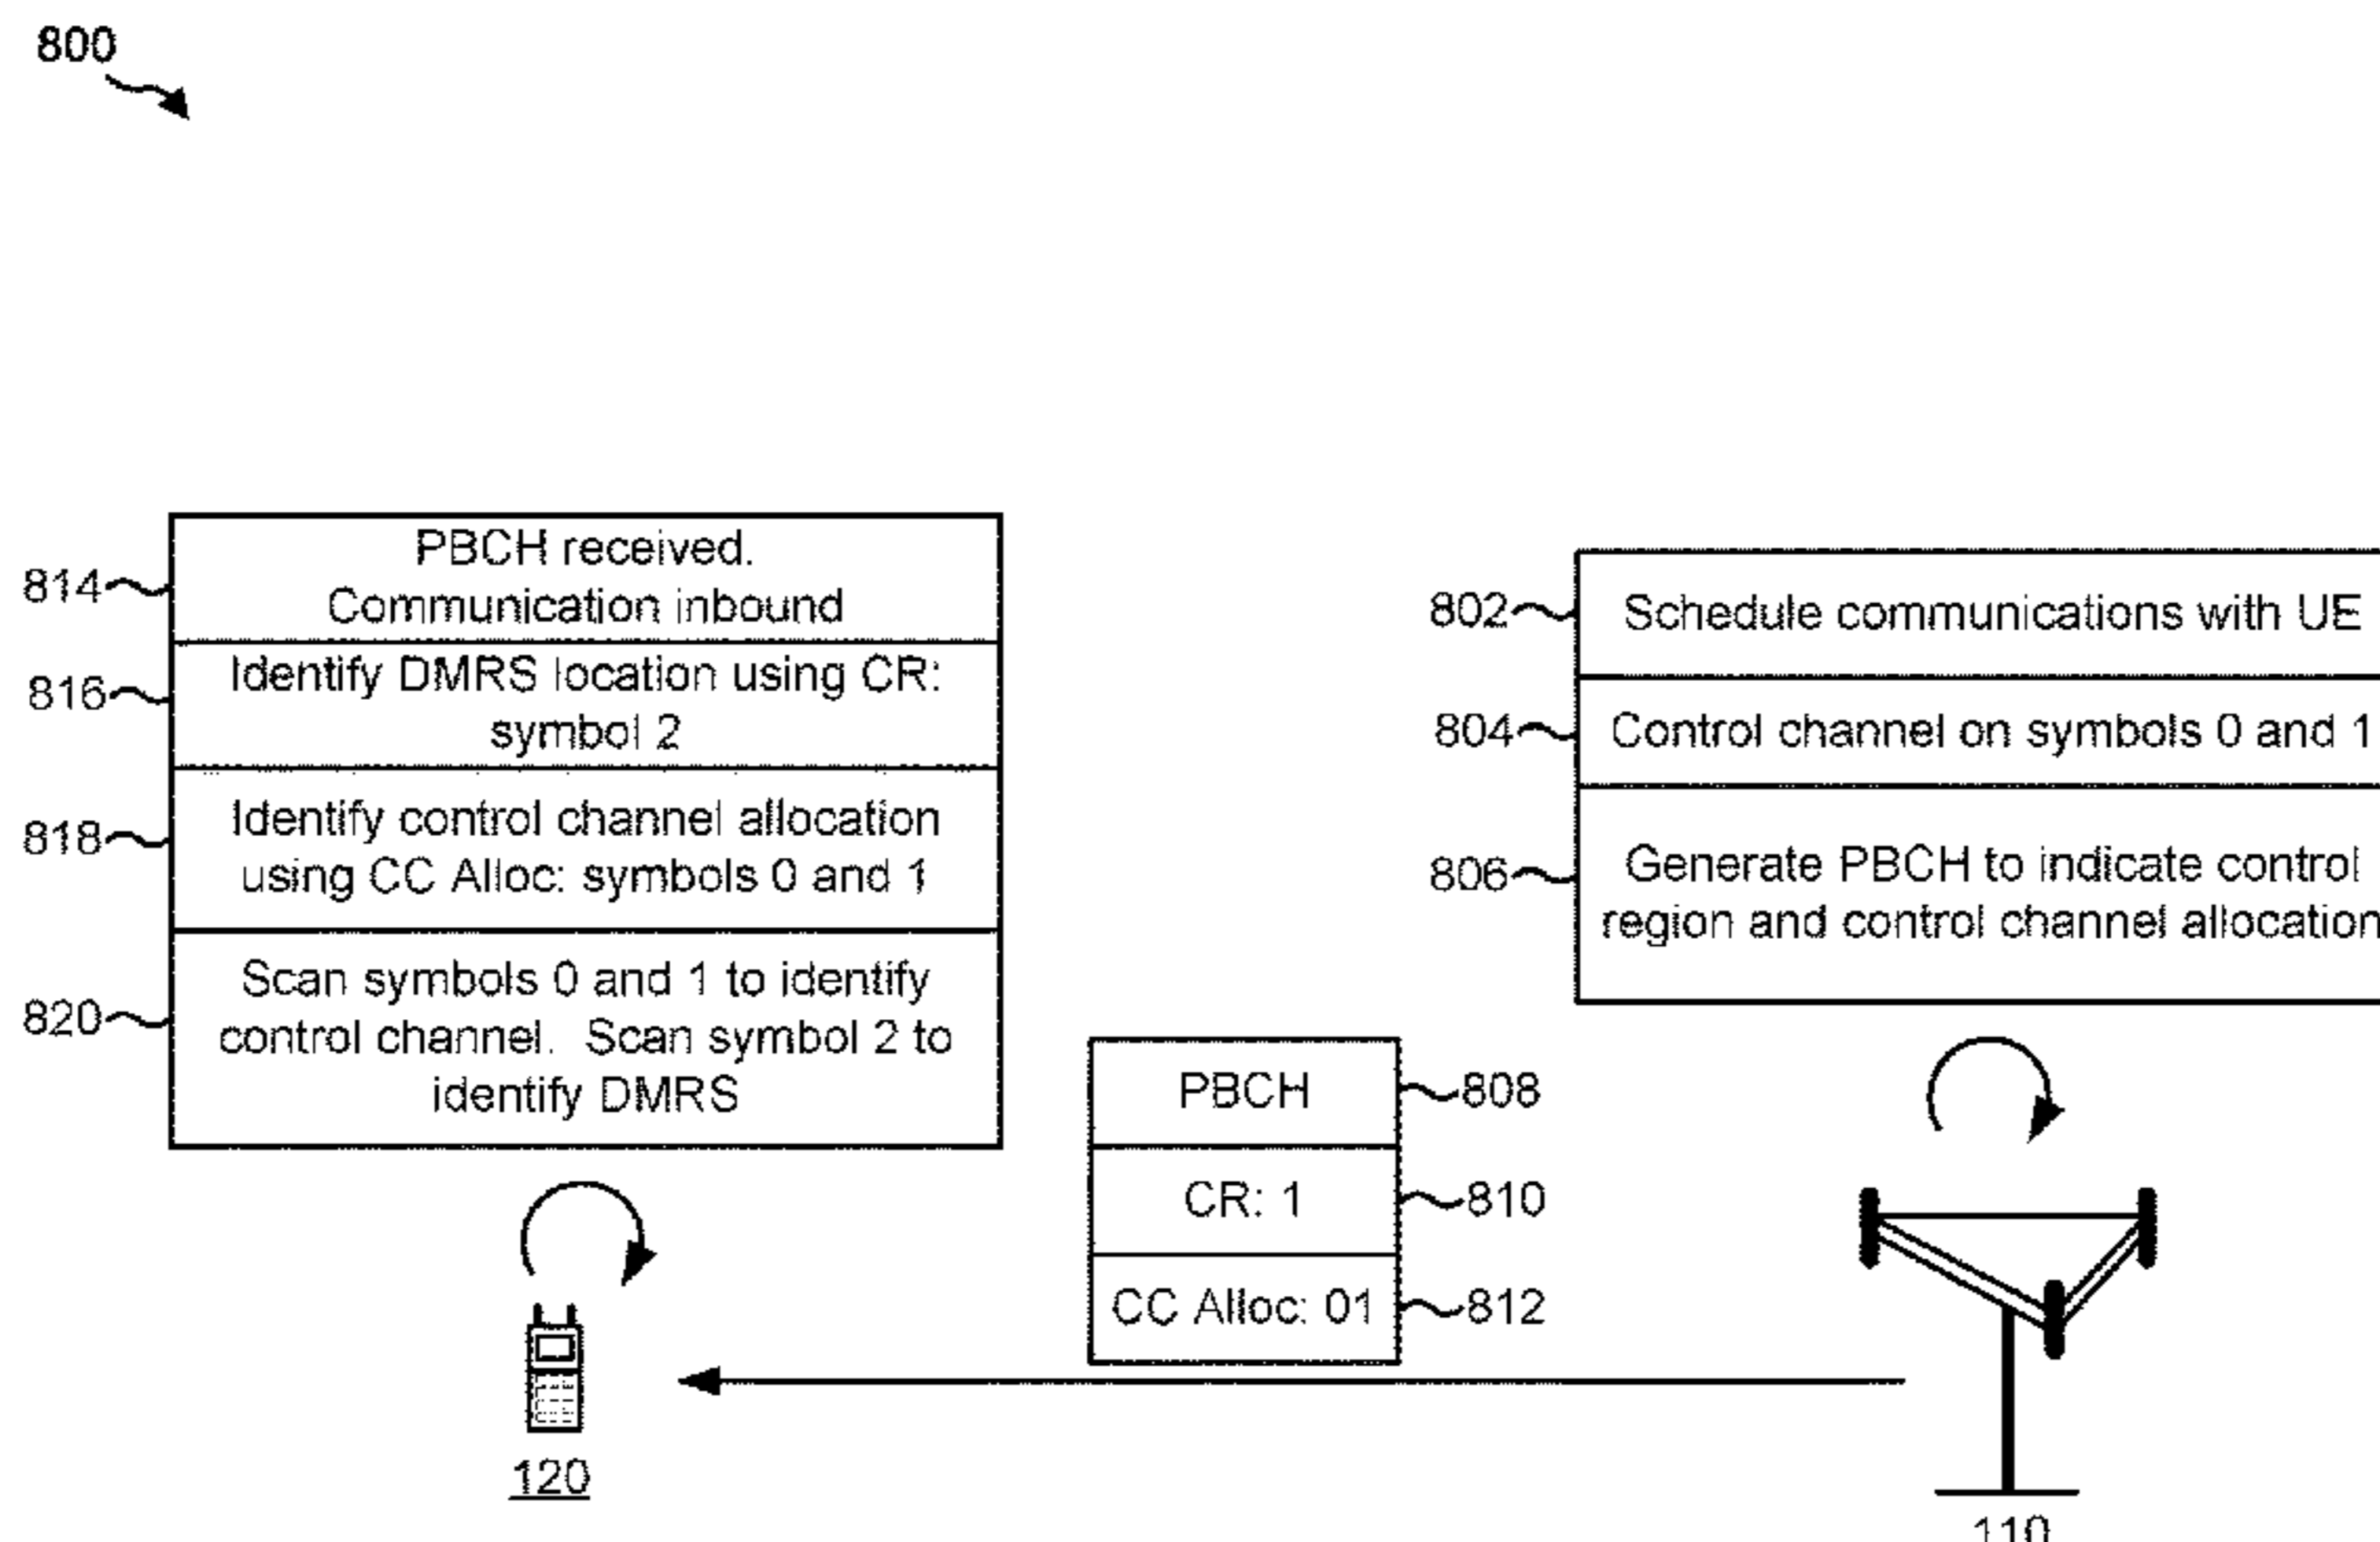 800
814
PBCH received.
Communication inbound
816
Identify DMRS location using CR:
symbol 2
818
Identify control channel allocation
using CC Alloc: symbols 0 and 1
820
Scan symbols 0 and 1 to identify
control channel.  Scan symbol 2 to
identify DMRS
120
802
Schedule communications with UE
804
Control channel on symbols 0 and 1
806
Generate PBCH to indicate control
region and control channel allocation
PBCH
808
CR: 1
810
CC Alloc: 01
812
110